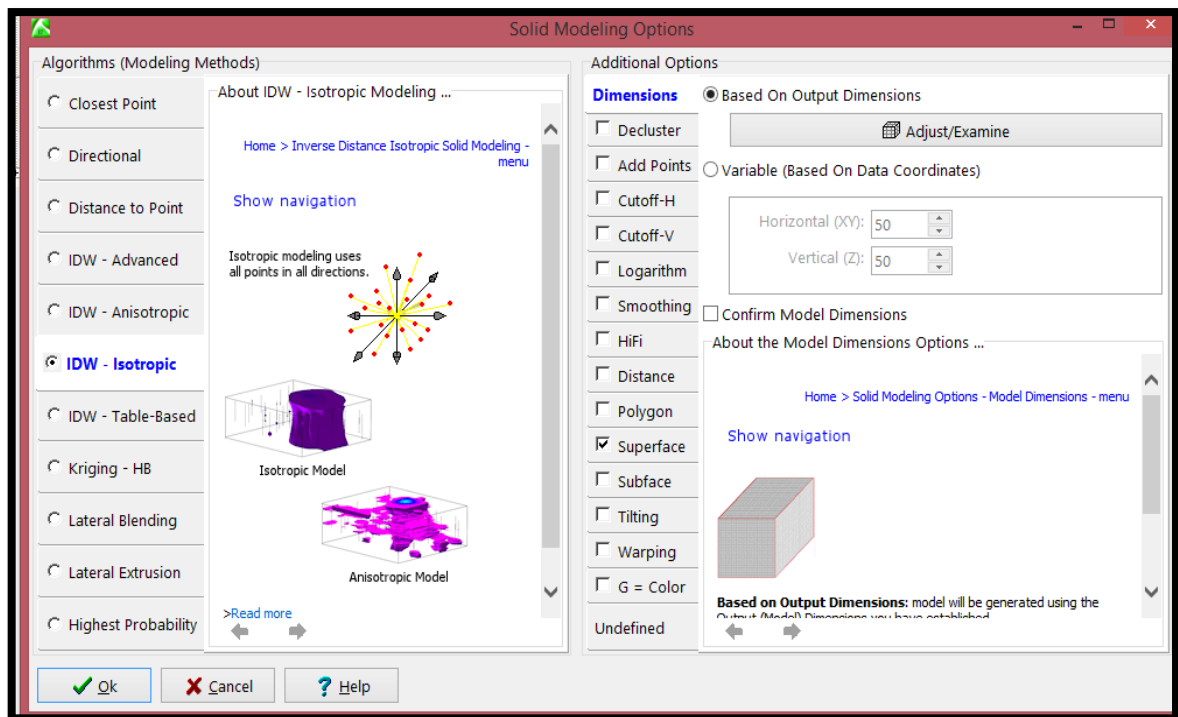 Solid Modeling Options
Algorithms (Modeling Methods)
Closest Point
Directional
Distance to Point
IDW - Advanced
IDW - Anisotropic
IDW - Isotropic
IDW - Table-Based
Kriging - HB
Lateral Blending
Lateral Extrusion
Highest Probability
About IDW - Isotropic Modeling ...
Home > Inverse Distance Isotropic Solid Modeling -
menu
Show navigation
Isotropic modeling uses
all points in all directions.
Isotropic Model
Anisotropic Model
>Read more
Additional Options
Dimensions
Decluster
Add Points
Cutoff-H
Cutoff-V
Logarithm
Smoothing
HiFi
Distance
Polygon
Superface
Subface
Tilting
Warping
G = Color
Undefined
Based On Output Dimensions
Adjust/Examine
Variable (Based On Data Coordinates)
Horizontal (XY): 50
Vertical (Z): 50
Confirm Model Dimensions
About the Model Dimensions Options ...
Home > Solid Modeling Options - Model Dimensions - menu
Show navigation
Based on Output Dimensions: model will be generated using the
Output (Model) Dimensions you have established
Ok
Cancel
? Help